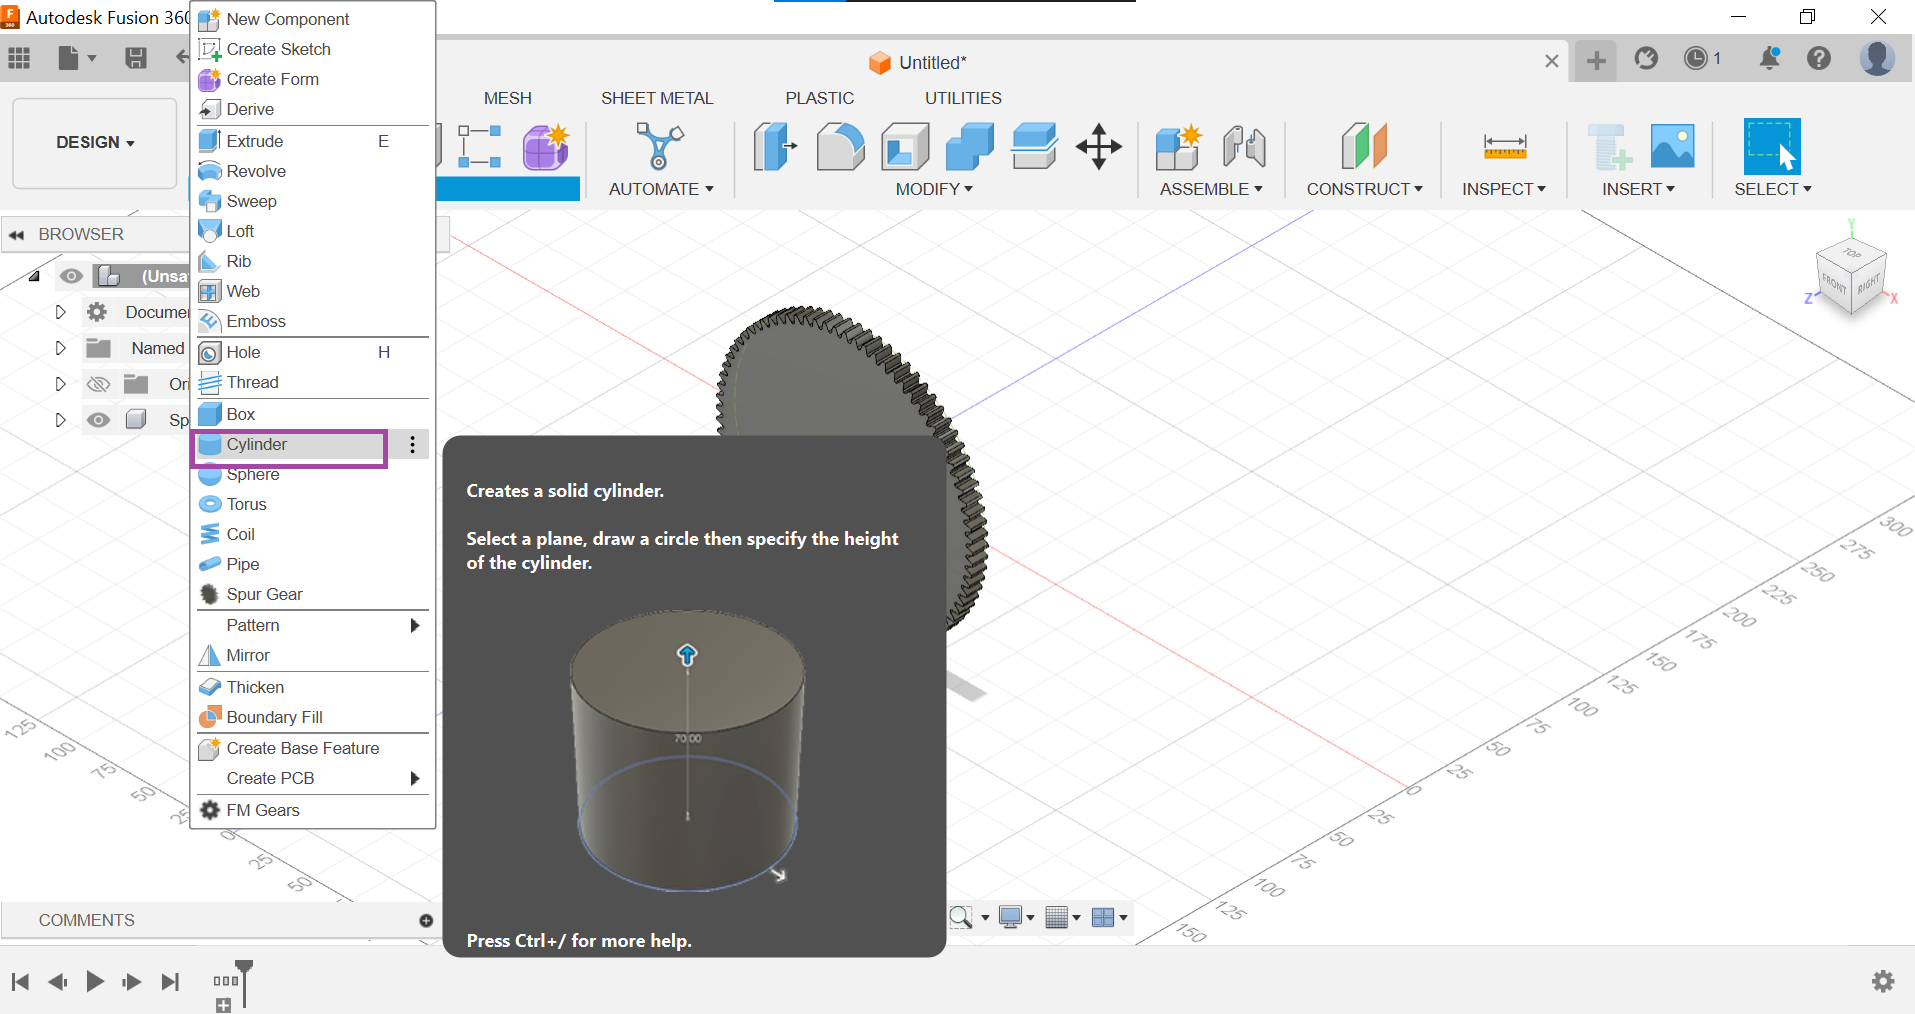 Autodesk Fusion 360
Untitled*
1
DESIGN
MESH
SHEET METAL
PLASTIC
UTILITIES
AUTOMATE
MODIFY
ASSEMBLE
CONSTRUCT
INSPECT
INSERT
SELECT
BROWSER
(Unsa
Docume
Named
Ori
Sp
New Component
Create Sketch
Create Form
Derive
Extrude E
Revolve
Sweep
Loft
Rib
Web
Emboss
Hole H
Thread
Box
Cylinder
Sphere
Torus
Coil
Pipe
Spur Gear
Pattern
Mirror
Thicken
Boundary Fill
Create Base Feature
Create PCB
FM Gears
Creates a solid cylinder.
Select a plane, draw a circle then specify the height
of the cylinder.
70.00
Press Ctrl+/ for more help.
Y
TOP
FRONT
RIGHT
Z
X
300
275
250
225
200
175
150
125
100
75
50
25
0
25
50
75
100
125
150
125
100
75
50
25
0
25
50
COMMENTS